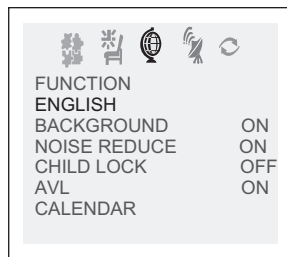 FUNCTION
ENGLISH
BACKGROUND ON
NOISE REDUCE ON
CHILD LOCK OFF
AVL ON
CALENDAR